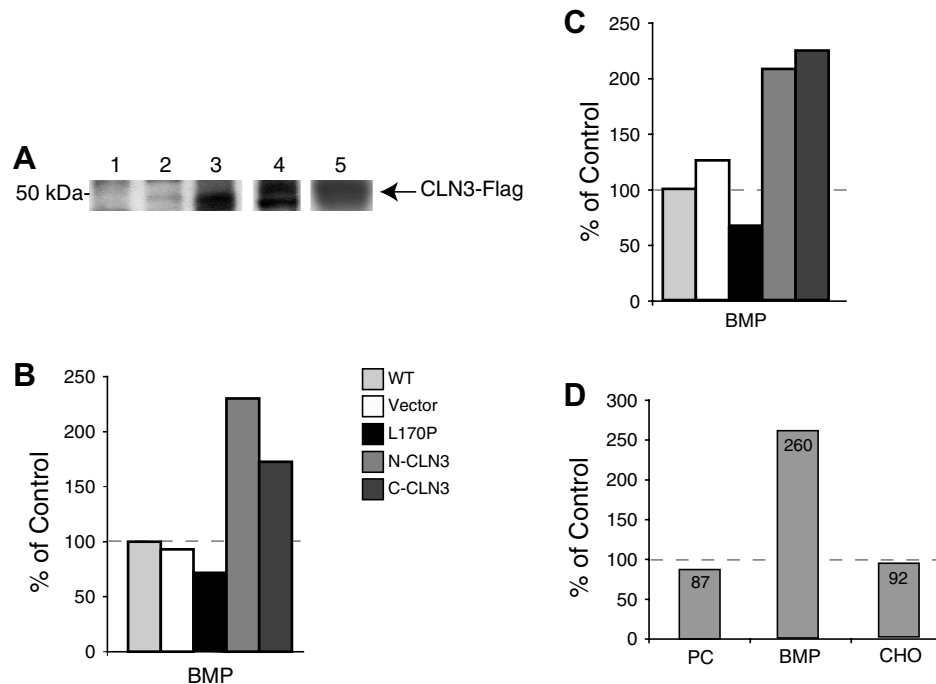 A
1 2 3 4 5
50 kDa-
CLN3-Flag
B
% of Control
250
200
150
100
50
0
BMP
WT
Vector
L170P
N-CLN3
C-CLN3
C
% of Control
250
200
150
100
50
0
BMP
D
% of Control
300
250
200
150
100
50
0
87
260
92
PC BMP CHO